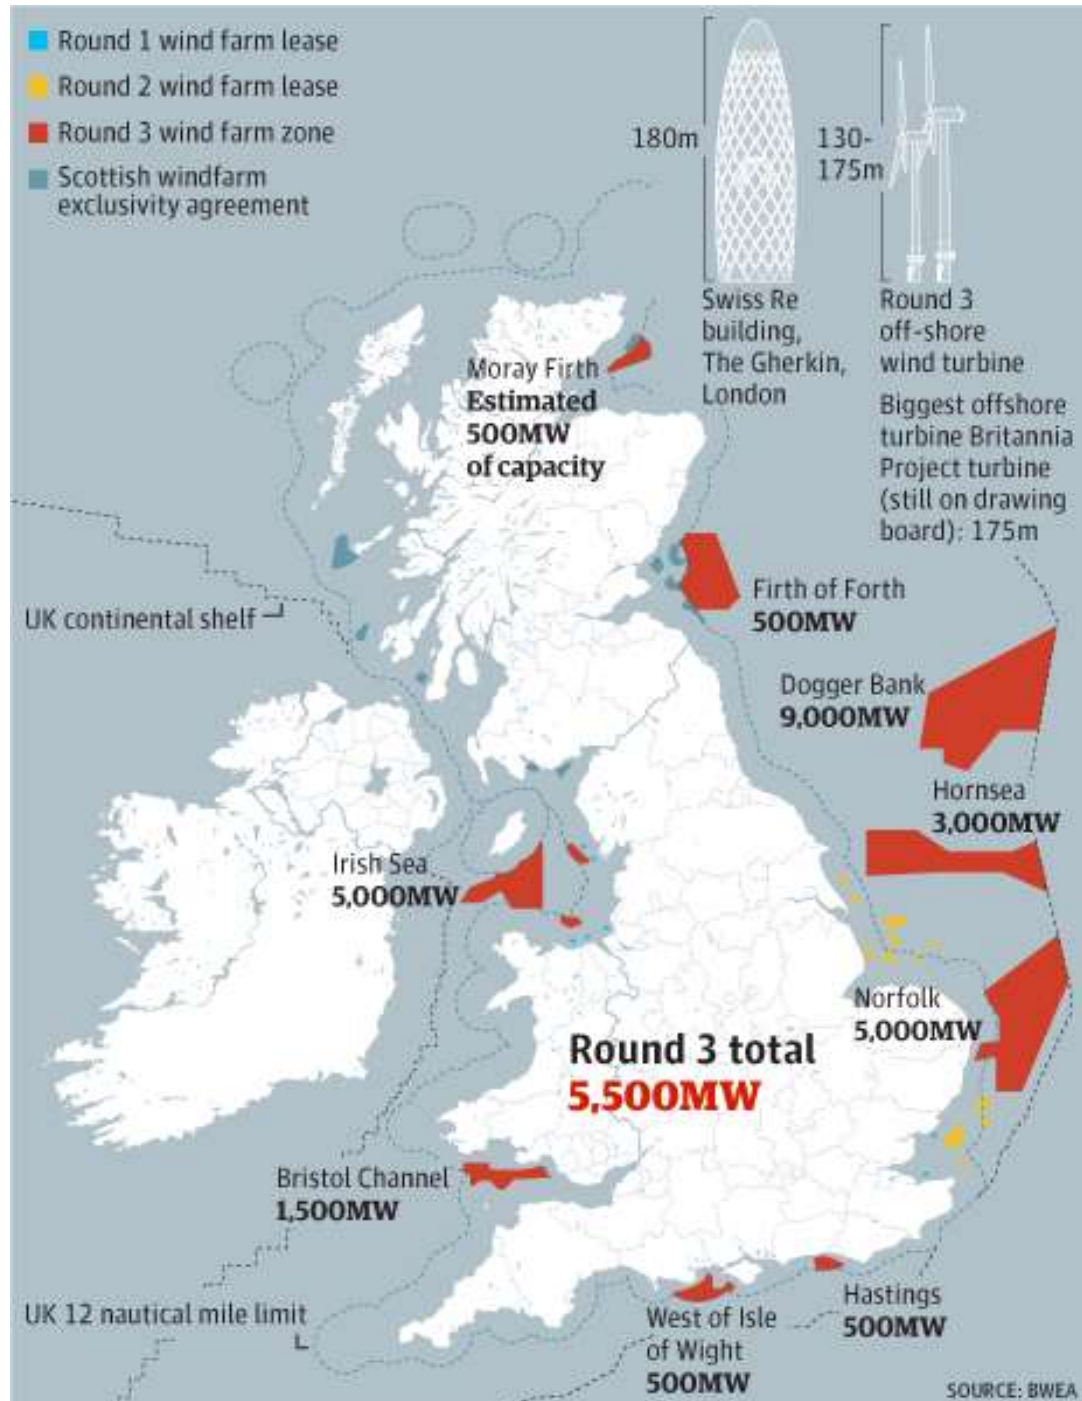 Round 1 wind farm lease
Round 2 wind farm lease
Round 3 wind farm zone
Scottish windfarm
exclusivity agreement
180m
130-
175m
Swiss Re
building,
The Gherkin,
London
Round 3
off-shore
wind turbine
Biggest offshore
turbine Britannia
Project turbine
(still on drawing
board): 175m
Moray Firth
Estimated
500MW
of capacity
UK continental shelf
Firth of Forth
500MW
Dogger Bank
9,000MW
Hornsea
3,000MW
Irish Sea
5,000MW
Norfolk
5,000MW
Round 3 total
5,500MW
Bristol Channel
1,500MW
UK 12 nautical mile limit
West of Isle
of Wight
500MW
Hastings
500MW
SOURCE: BWEA